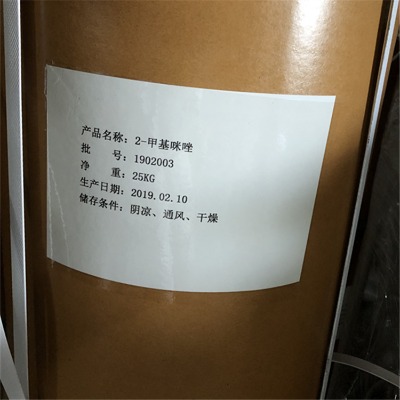 产品名称：2-甲基咪唑
批　　号：1902003
净　　重：25KG
生产日期：2019.02.10
储存条件：阴凉、通风、干燥